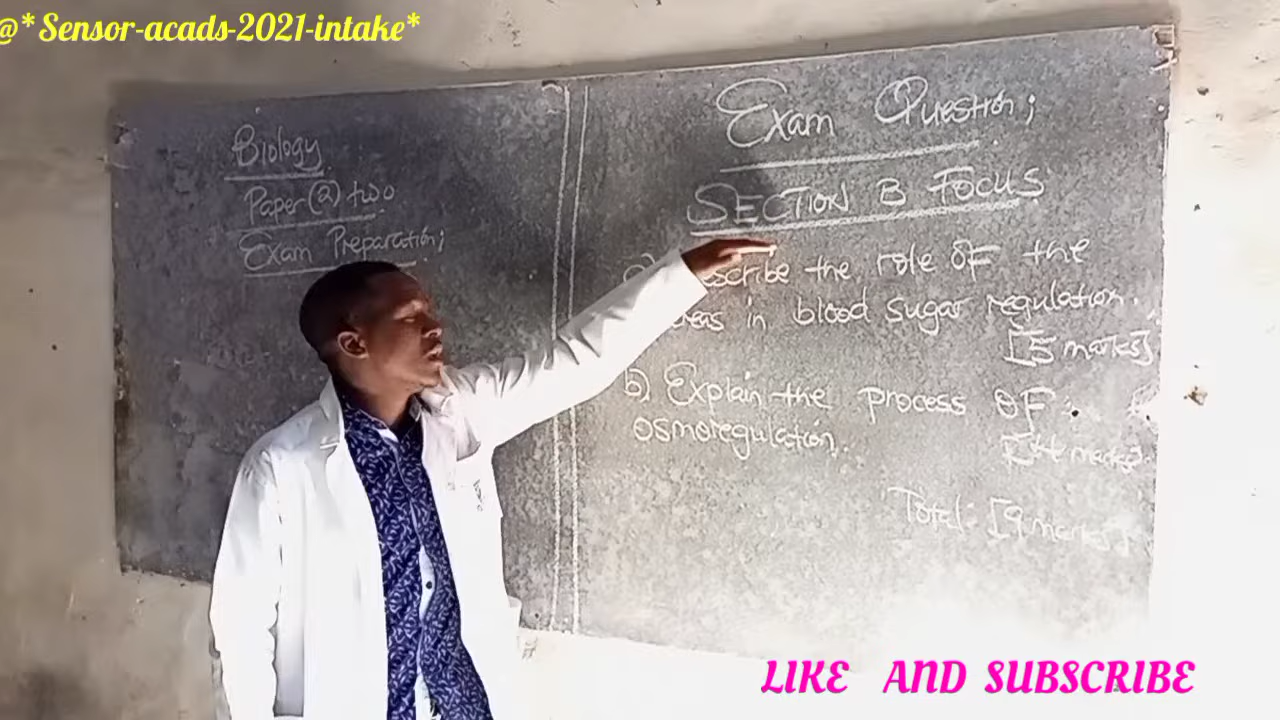 @*Sensor-acads-2021-intake*
Biology
Paper (2) two
Exam Preparation;
Exam Question;
SECTION B FOCUS
the role OF the
in blood sugar regulation.
[5 marks]
b) Explain the process OF
osmoregulation.
[4 marks]
Total: [9 marks]
LIKE AND SUBSCRIBE